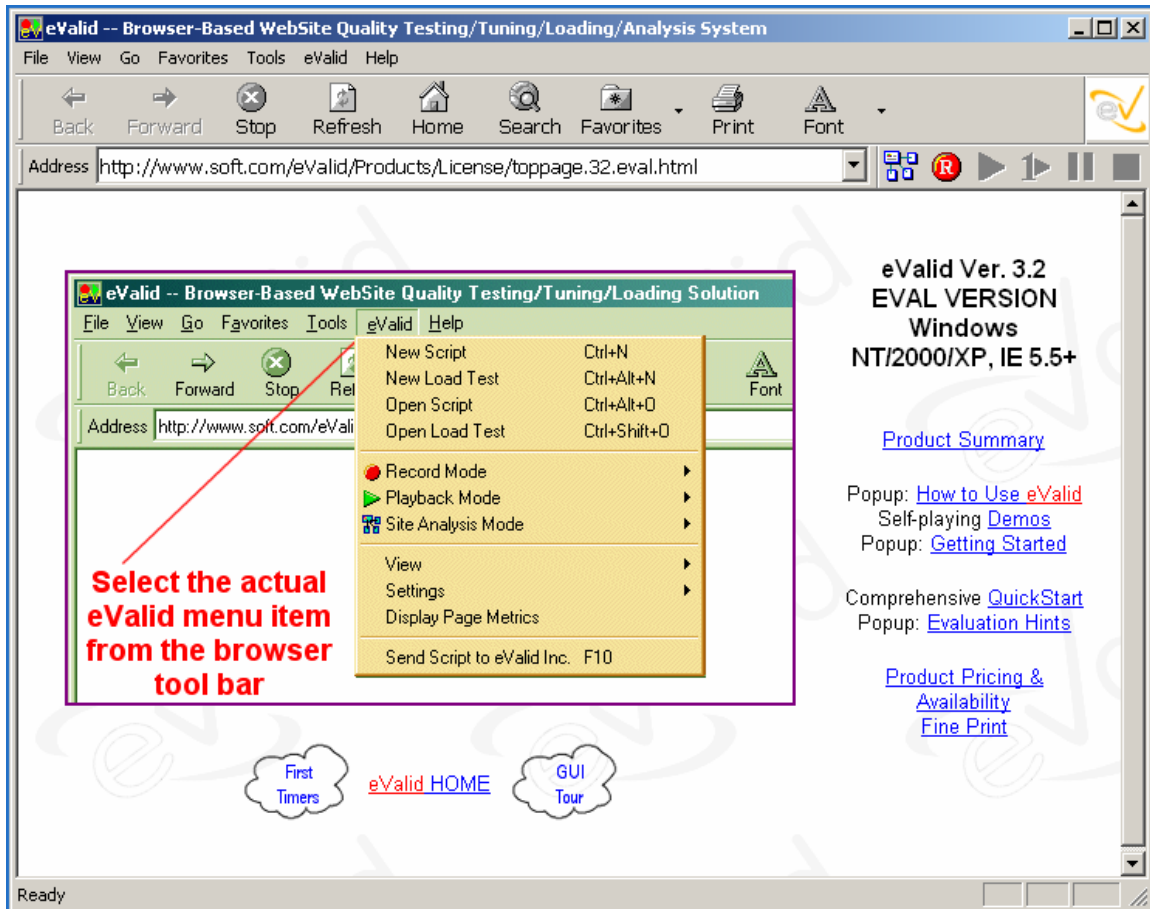 eValid -- Browser-Based WebSite Quality Testing/Tuning/Loading/Analysis System
File View Go Favorites Tools eValid Help
Back Forward Stop Refresh Home Search Favorites Print Font
eV
Address http://www.soft.com/eValid/Products/License/toppage.32.eval.html
R 1
eValid -- Browser-Based WebSite Quality Testing/Tuning/Loading Solution
File View Go Favorites Tools eValid Help
Back Forward Stop Ref Font
Address http://www.soft.com/eVali
New Script Ctrl+N
New Load Test Ctrl+Alt+N
Open Script Ctrl+Alt+O
Open Load Test Ctrl+Shift+O
Record Mode
Playback Mode
Site Analysis Mode
View
Settings
Display Page Metrics
Send Script to eValid Inc. F10
Select the actual
eValid menu item
from the browser
tool bar
eValid Ver. 3.2
EVAL VERSION
Windows
NT/2000/XP, IE 5.5+
Product Summary
Popup: How to Use eValid
Self-playing Demos
Popup: Getting Started
Comprehensive QuickStart
Popup: Evaluation Hints
Product Pricing &
Availability
Fine Print
First
Timers
eValid HOME
GUI
Tour
Ready